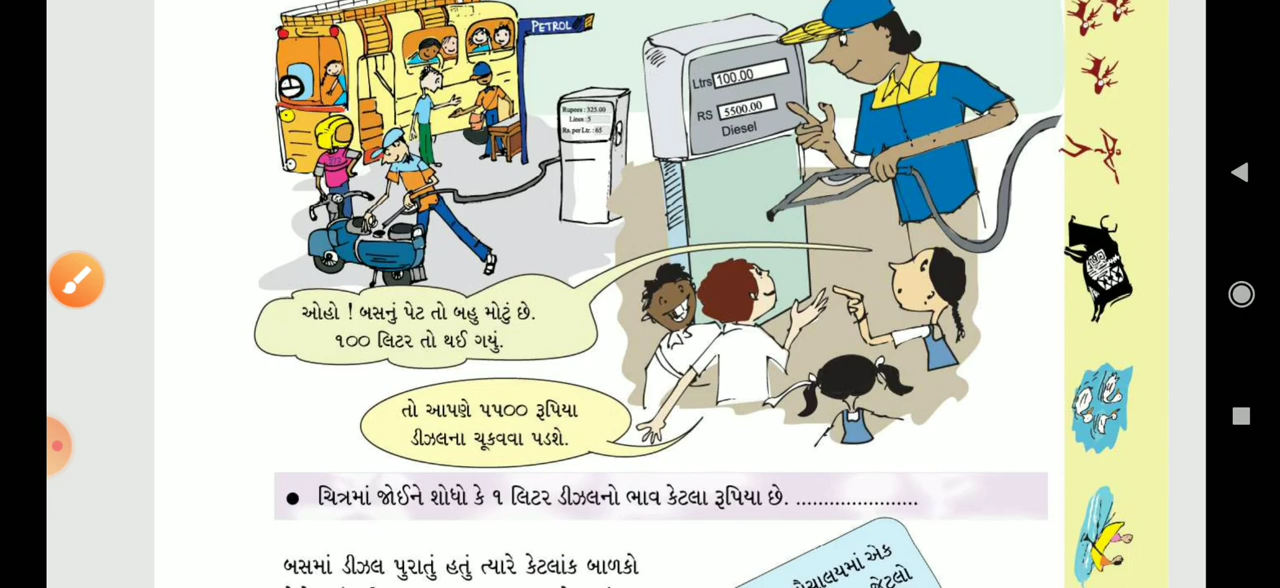 PETROL
Rupees : 325.00
Litres : 5
Rs. per Ltr. : 65
Ltrs 100.00
RS 5500.00
Diesel
ઓહો ! બસનું પેટ તો બહુ મોટું છે.
૧૦૦ લિટર તો થઈ ગયું.
તો આપણે ૫૫૦૦ રૂપિયા
ડીઝલના ચૂકવવા પડશે.
● ચિત્રમાં જોઈને શોધો કે ૧ લિટર ડીઝલનો ભાવ કેટલા રૂપિયા છે. ......................
બસમાં ડીઝલ પુરાતું હતું ત્યારે કેટલાંક બાળકો
એક
જેટલો